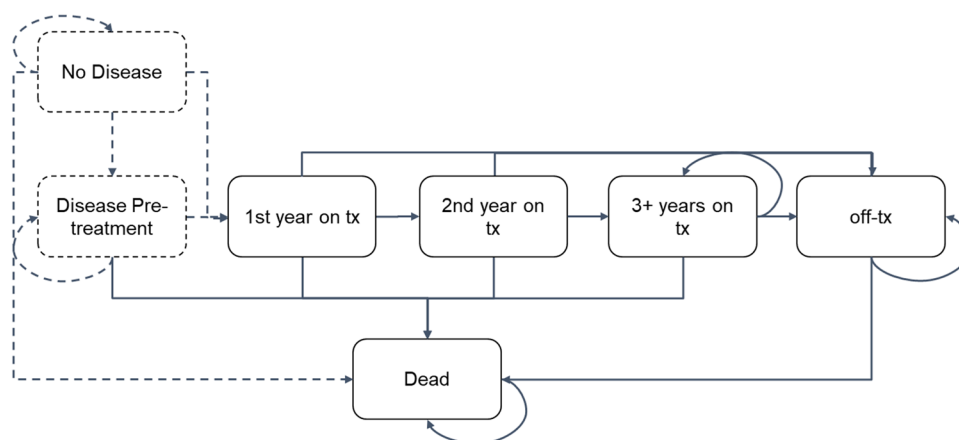 No Disease
Disease Pre-
treatment
1st year on tx
2nd year on
tx
3+ years on
tx
off-tx
Dead